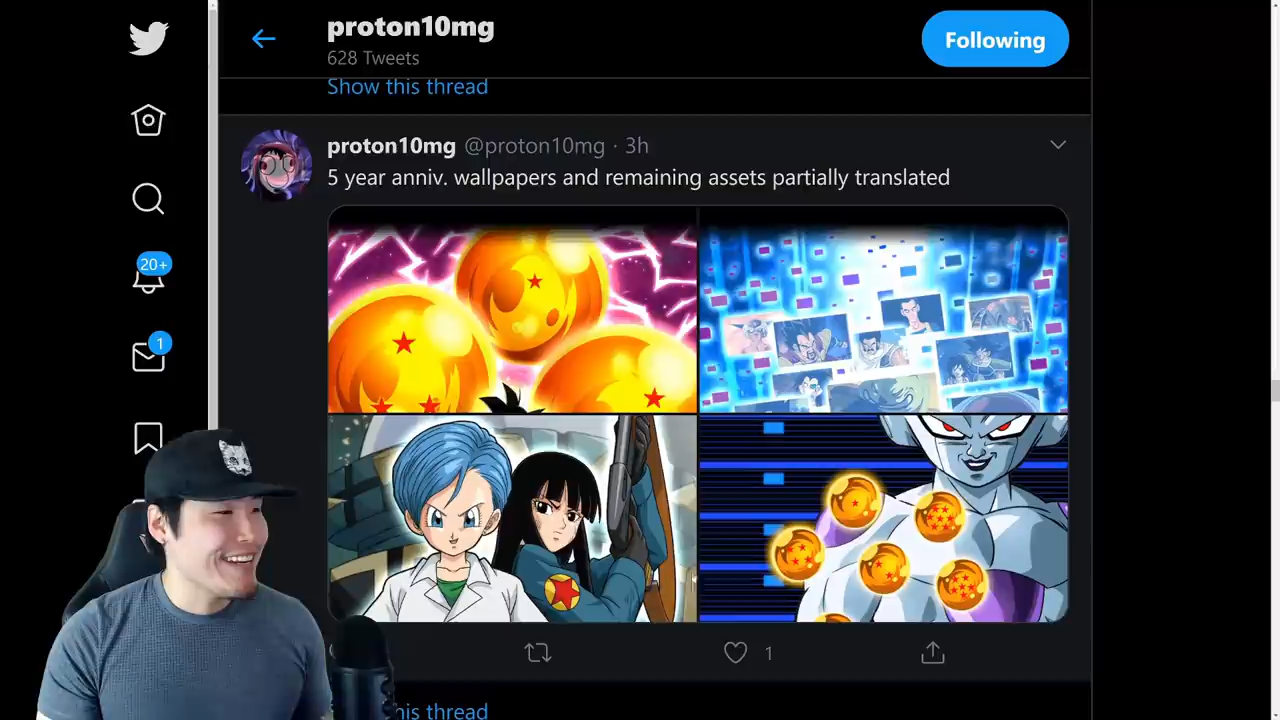 proton10mg
628 Tweets
Following
Show this thread
proton10mg @proton10mg · 3h
5 year anniv. wallpapers and remaining assets partially translated
20+
1
1
his thread